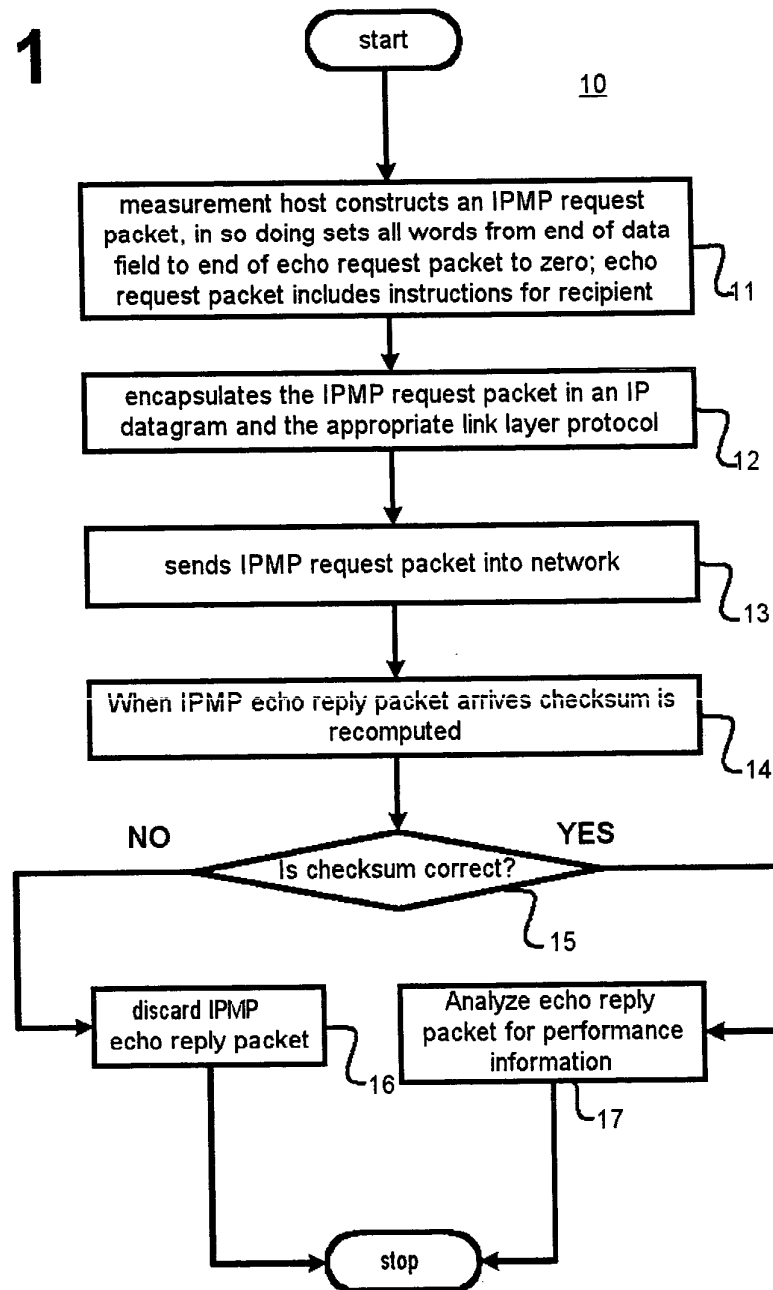 1
start
10
measurement host constructs an IPMP request
packet, in so doing sets all words from end of data
field to end of echo request packet to zero; echo
request packet includes instructions for recipient
11
encapsulates the IPMP request packet in an IP
datagram and the appropriate link layer protocol
12
sends IPMP request packet into network
13
When IPMP echo reply packet arrives checksum is
recomputed
14
NO
YES
Is checksum correct?
15
discard IPMP
echo reply packet
16
Analyze echo reply
packet for performance
information
17
stop